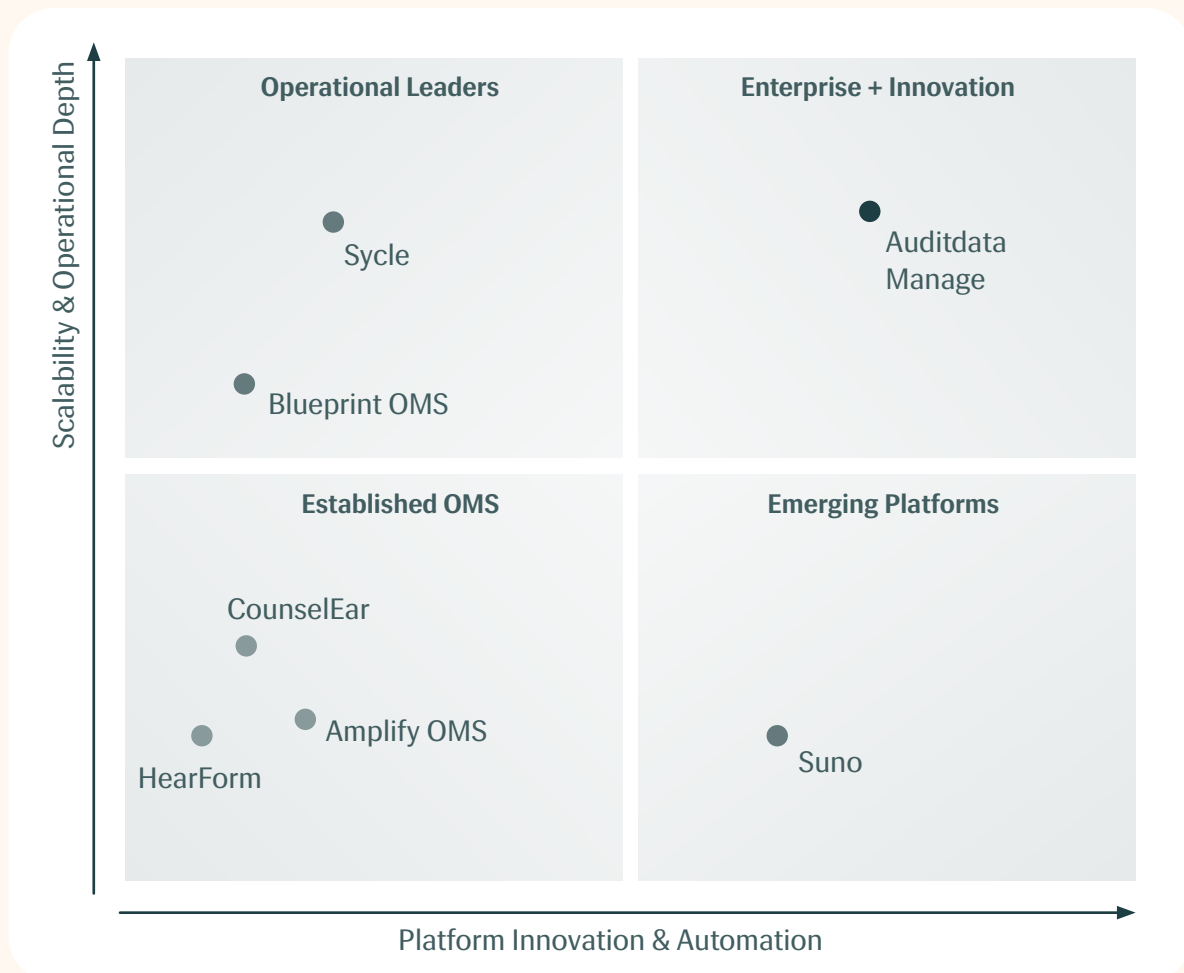 Scalability & Operational Depth
Operational Leaders
Enterprise + Innovation
Sycle
Auditdata
Manage
Blueprint OMS
Established OMS
Emerging Platforms
CounselEar
Amplify OMS
HearForm
Suno
Platform Innovation & Automation